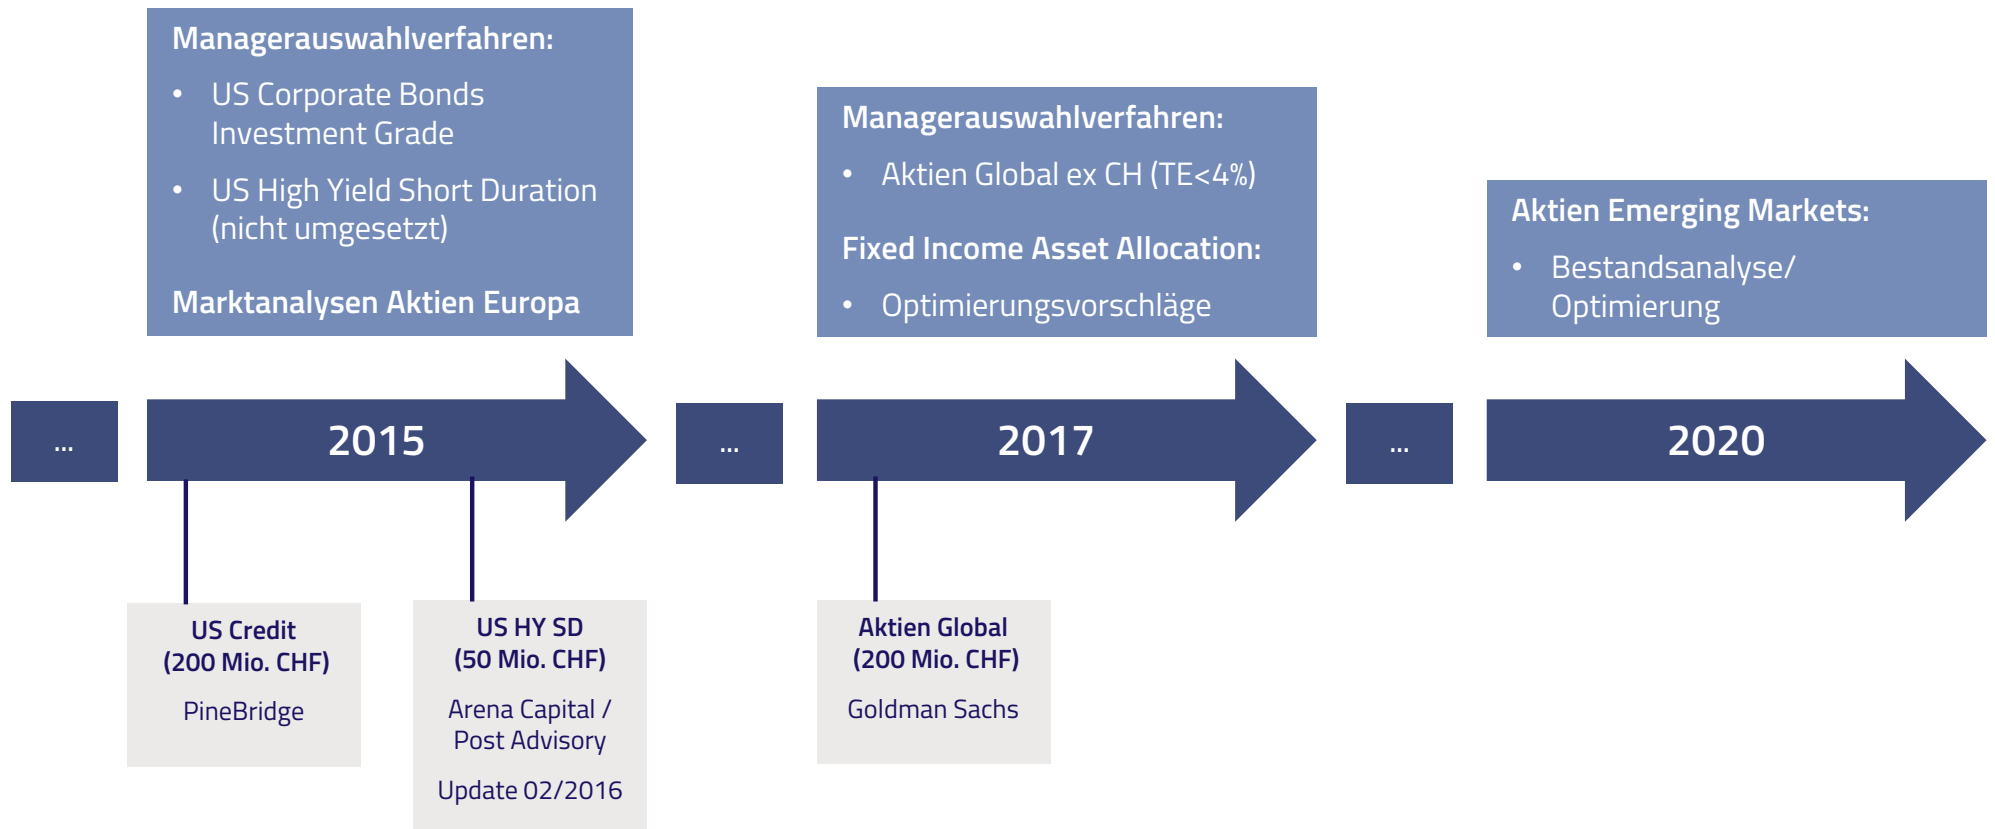 Managerauswahlverfahren:
• US Corporate Bonds
Investment Grade
• US High Yield Short Duration
(nicht umgesetzt)
Marktanalysen Aktien Europa
Managerauswahlverfahren:
• Aktien Global ex CH (TE<4%)
Fixed Income Asset Allocation:
• Optimierungsvorschläge
Aktien Emerging Markets:
• Bestandsanalyse/
Optimierung
...
2015
...
2017
...
2020
US Credit
(200 Mio. CHF)
PineBridge
US HY SD
(50 Mio. CHF)
Arena Capital /
Post Advisory
Update 02/2016
Aktien Global
(200 Mio. CHF)
Goldman Sachs